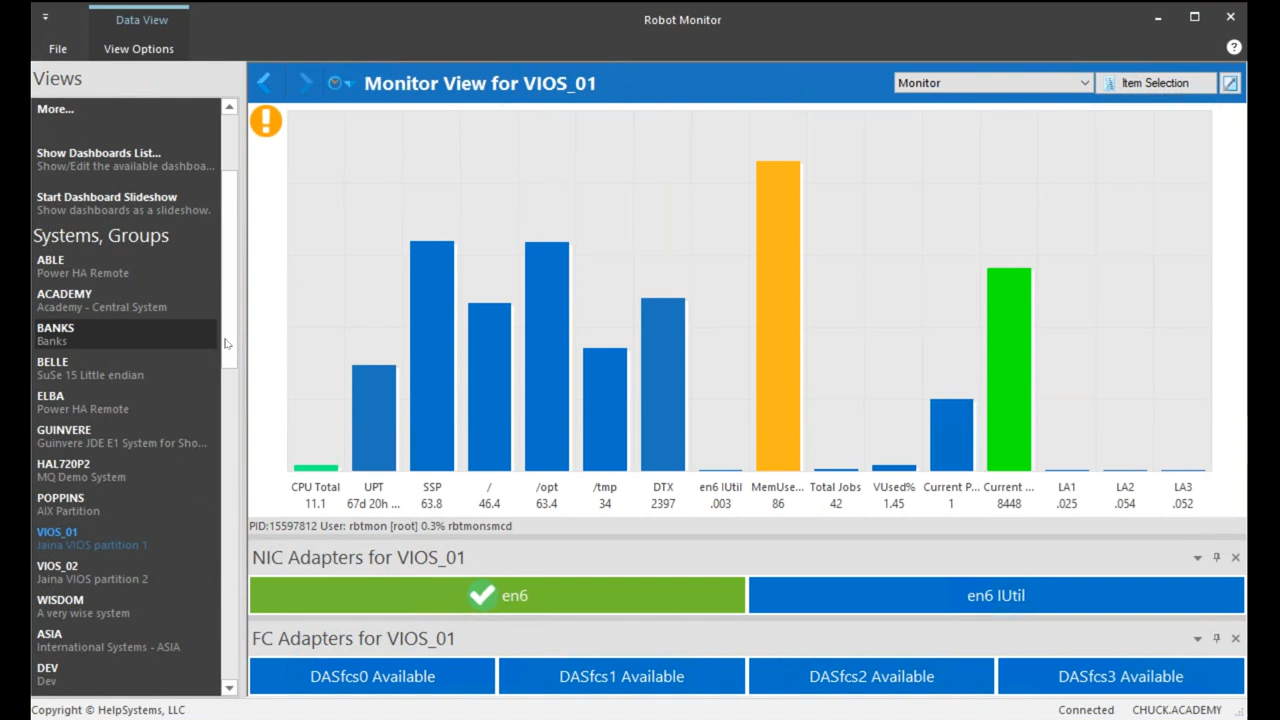 Data View
Robot Monitor
File
View Options
Views
More...
Show Dashboards List...
Show/Edit the available dashboa...
Start Dashboard Slideshow
Show dashboards as a slideshow.
Systems, Groups
ABLE
Power HA Remote
ACADEMY
Academy - Central System
BANKS
Banks
BELLE
SuSe 15 Little endian
ELBA
Power HA Remote
GUINVERE
Guinvere JDE E1 System for Sho...
HAL720P2
MQ Demo System
POPPINS
AIX Partition
VIOS_01
Jaina VIOS partition 1
VIOS_02
Jaina VIOS partition 2
WISDOM
A very wise system
ASIA
International Systems - ASIA
DEV
Dev
Monitor View for VIOS_01
Monitor
Item Selection
CPU Total UPT SSP / /opt /tmp DTX en6 IUtil MemUse... Total Jobs VUsed% Current P... Current ... LA1 LA2 LA3
11.1 67d 20h ... 63.8 46.4 63.4 34 2397 .003 86 42 1.45 1 8448 .025 .054 .052
PID:15597812 User: rbtmon [root] 0.3% rbtmonsmcd
NIC Adapters for VIOS_01
en6
en6 IUtil
FC Adapters for VIOS_01
DASfcs0 Available
DASfcs1 Available
DASfcs2 Available
DASfcs3 Available
Copyright © HelpSystems, LLC
Connected
CHUCK.ACADEMY